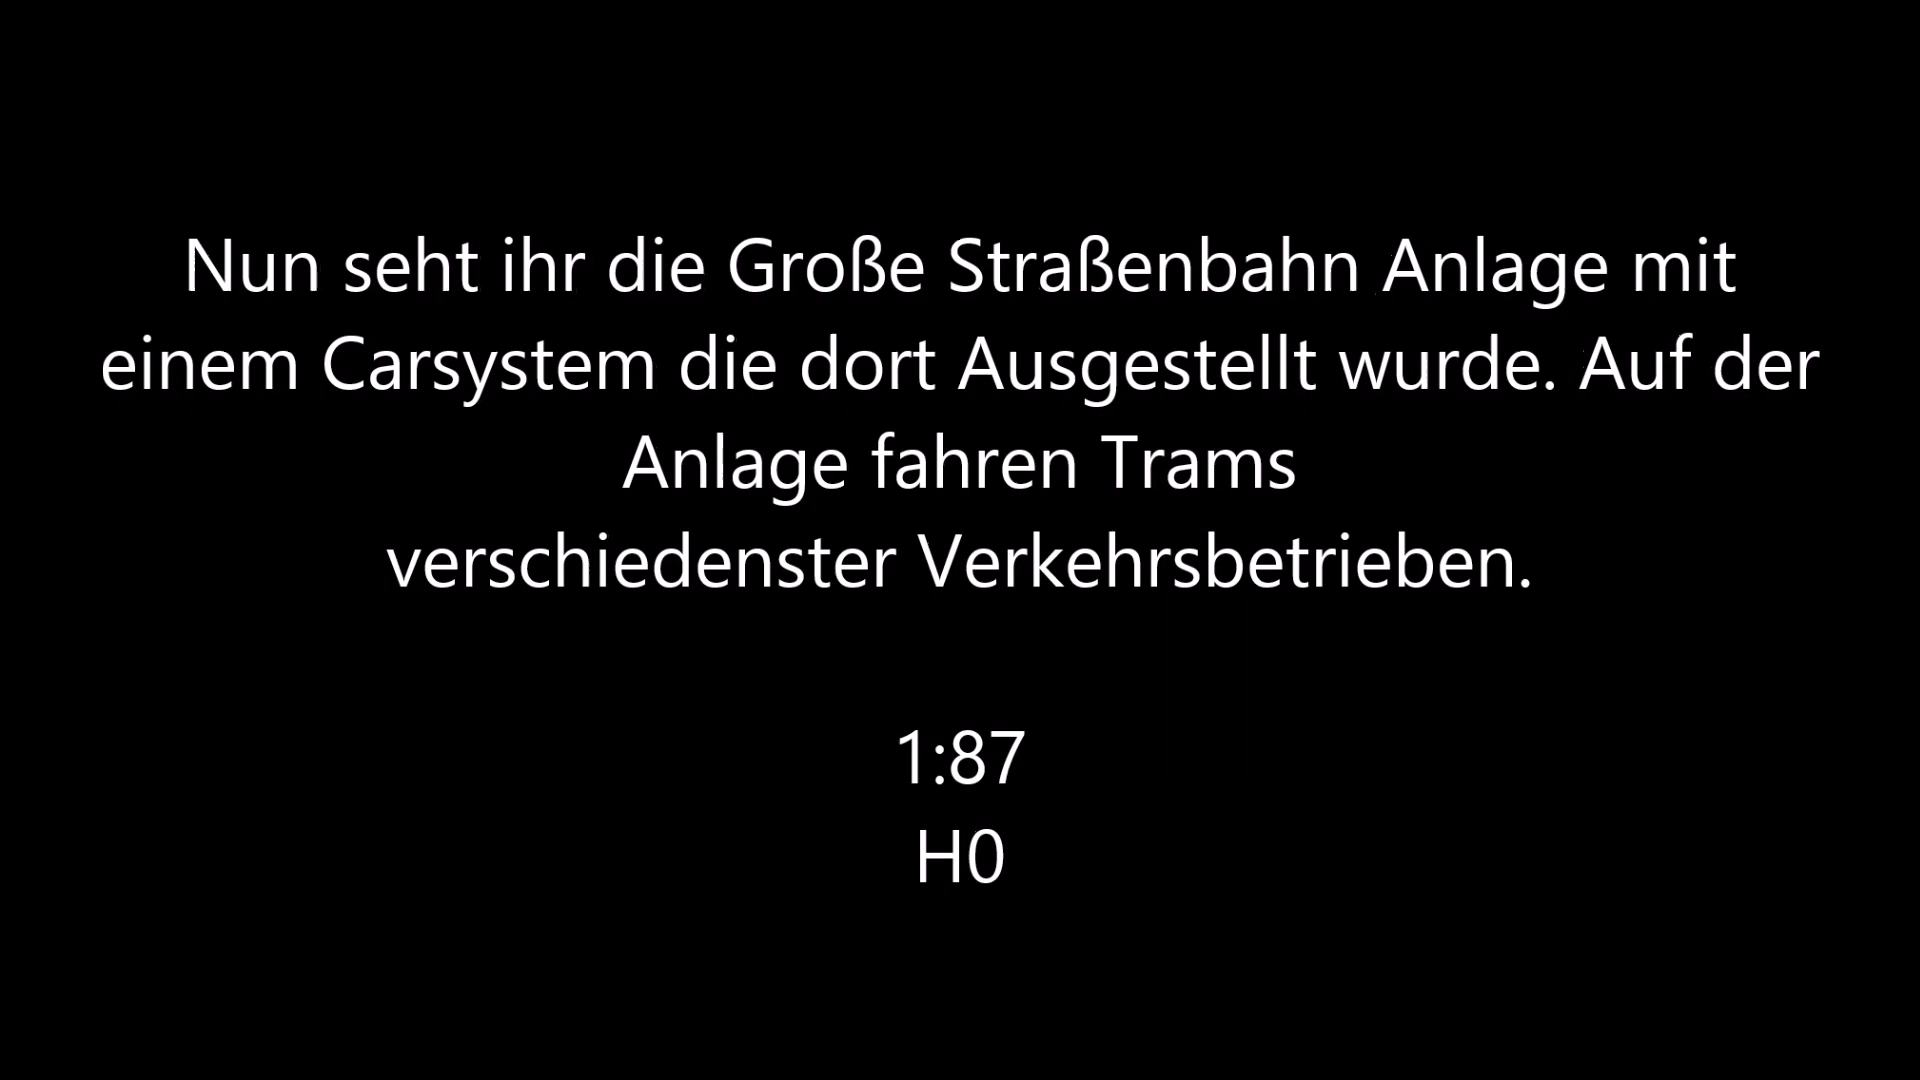 Nun seht ihr die Große Straßenbahn Anlage mit
einem Carsystem die dort Ausgestellt wurde. Auf der
Anlage fahren Trams
verschiedenster Verkehrsbetrieben.
1:87
H0